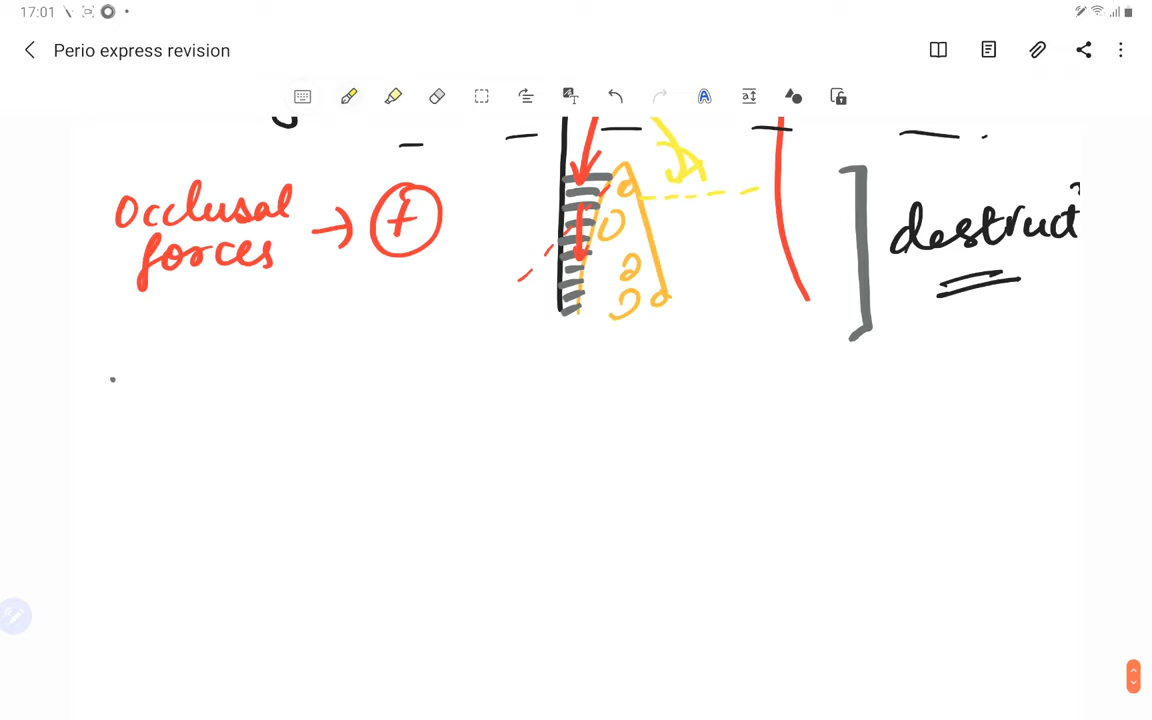 17:01
Perio express revision
Occlusal
forces → +
destruct